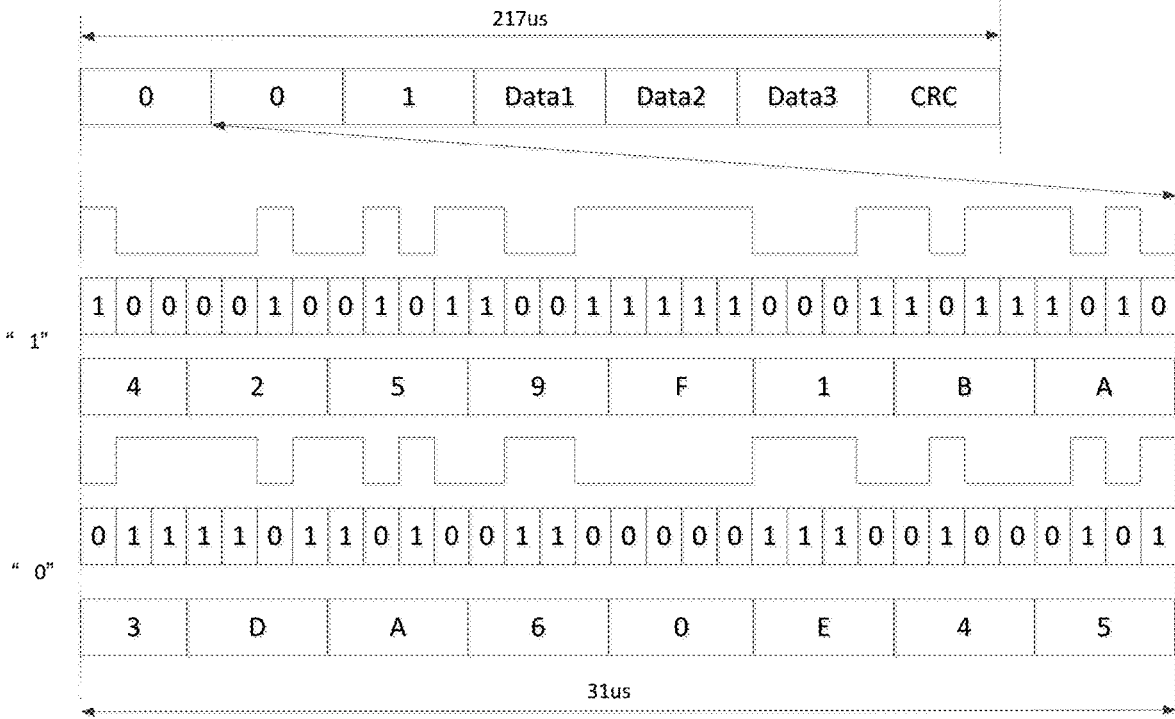 217us
0 0 1 Data1 Data2 Data3 CRC
1 0 0 0 0 1 0 0 1 0 1 1 0 0 1 1 1 1 1 0 0 0 1 1 0 1 1 1 0 1 0
“ 1”
4 2 5 9 F 1 B A
0 1 1 1 1 0 1 1 0 1 0 0 1 1 0 0 0 0 0 1 1 1 0 0 1 0 0 0 1 0 1
“ 0”
3 D A 6 0 E 4 5
31us